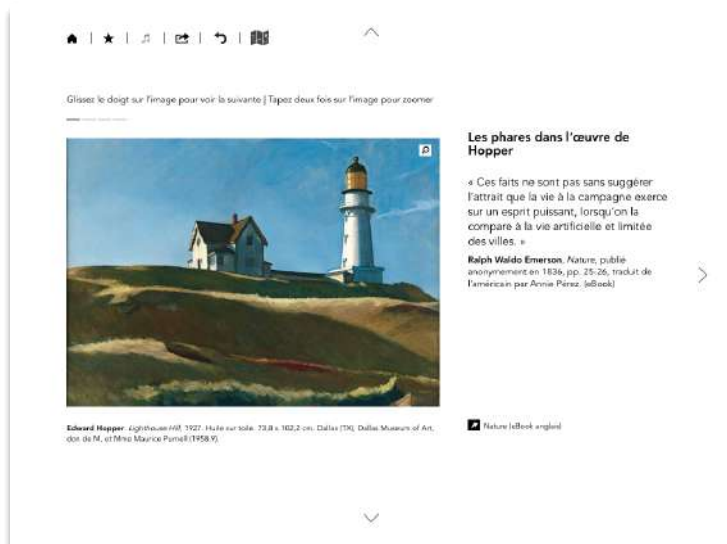 Glissez le doigt sur l'image pour voir la suivante | Tapez deux fois sur l'image pour zoomer
Les phares dans l'œuvre de
Hopper
« Ces faits ne sont pas sans suggérer
l'attrait que la vie à la campagne exerce
sur un esprit puissant, lorsqu'on la
compare à la vie artificielle et limitée
des villes. »
Ralph Waldo Emerson, Nature, publié
anonymement en 1836, pp. 25-26, traduit de
l'américain par Annie Pérez. (eBook)
Edward Hopper. Lighthouse Hill, 1927. Huile sur toile. 73,8 x 102,2 cm. Dallas (TX), Dallas Museum of Art,
don de M. et Mme Maurice Purnell (1958.9).
Nature (eBook anglais)